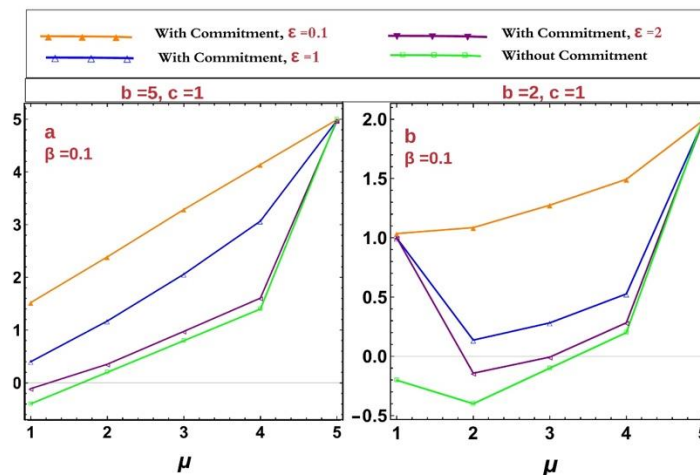 With Commitment, ε =0.1
With Commitment, ε =2
With Commitment, ε =1
Without Commitment
b =5, c =1
b =2, c =1
a
β =0.1
5
4
3
2
1
0
1 2 3 4 5
μ
b
β =0.1
2.0
1.5
1.0
0.5
0.0
−0.5
1 2 3 4 5
μ